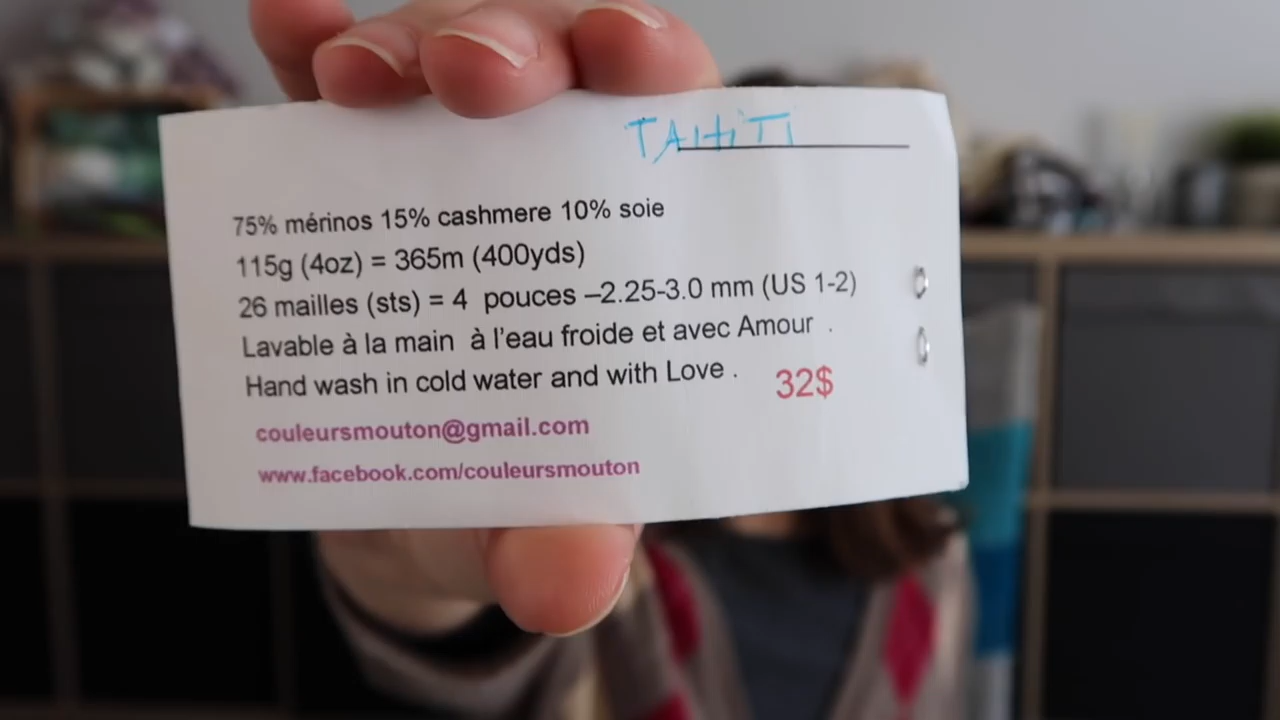 TAHiTi
75% mérinos 15% cashmere 10% soie
115g (4oz) = 365m (400yds)
26 mailles (sts) = 4 pouces –2.25-3.0 mm (US 1-2)
Lavable à la main à l'eau froide et avec Amour .
Hand wash in cold water and with Love .
32$
couleursmouton@gmail.com
www.facebook.com/couleursmouton